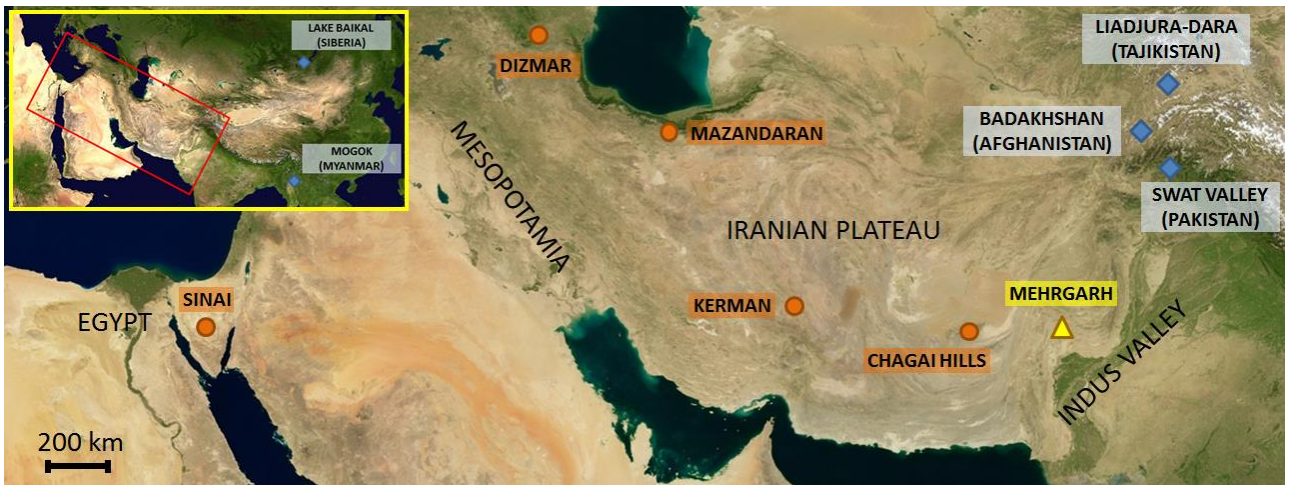 LAKE BAIKAL
(SIBERIA)
MOGOK
(MYANMAR)
DIZMAR
MAZANDARAN
LIADJURA-DARA
(TAJIKISTAN)
BADAKHSHAN
(AFGHANISTAN)
SWAT VALLEY
(PAKISTAN)
MESOPOTAMIA
IRANIAN PLATEAU
SINAI
EGYPT
KERMAN
MEHRGARH
CHAGAI HILLS
INDUS VALLEY
200 km